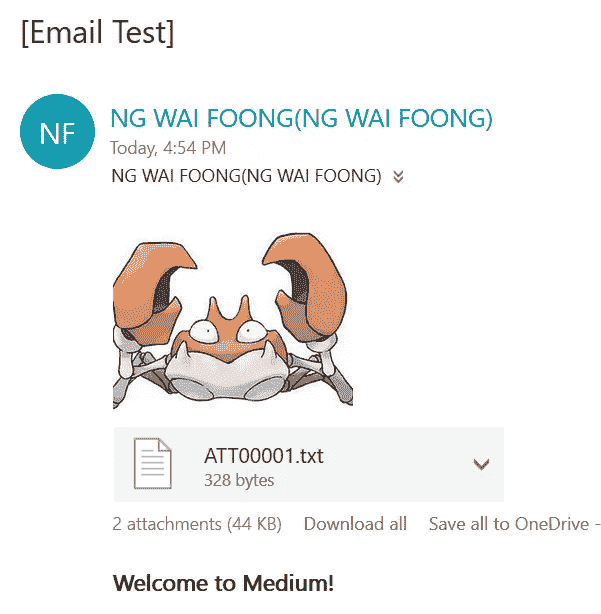 [Email Test]
NF
NG WAI FOONG(NG WAI FOONG)
Today, 4:54 PM
NG WAI FOONG(NG WAI FOONG)
ATT00001.txt
328 bytes
2 attachments (44 KB) Download all Save all to OneDrive -
Welcome to Medium!